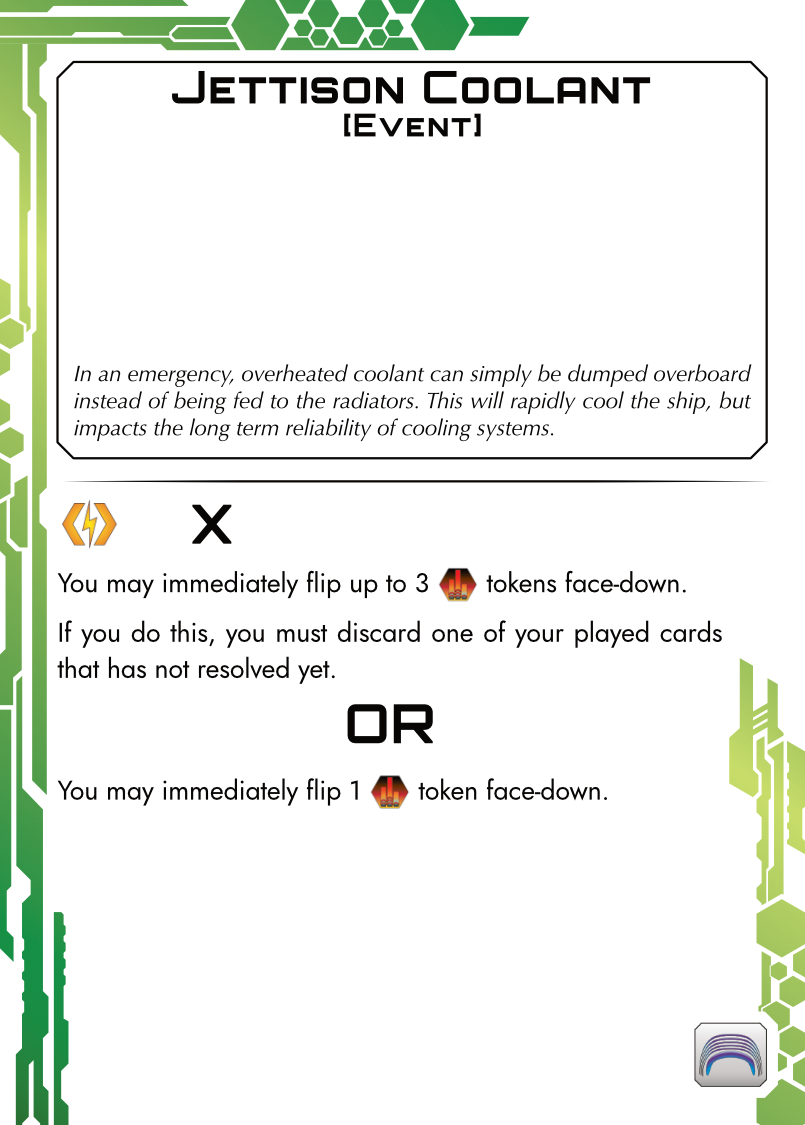 Jettison Coolant
[Event]
In an emergency, overheated coolant can simply be dumped overboard
instead of being fed to the radiators. This will rapidly cool the ship, but
impacts the long term reliability of cooling systems.
X
You may immediately flip up to 3 tokens face-down.
If you do this, you must discard one of your played cards
that has not resolved yet.
OR
You may immediately flip 1 token face-down.